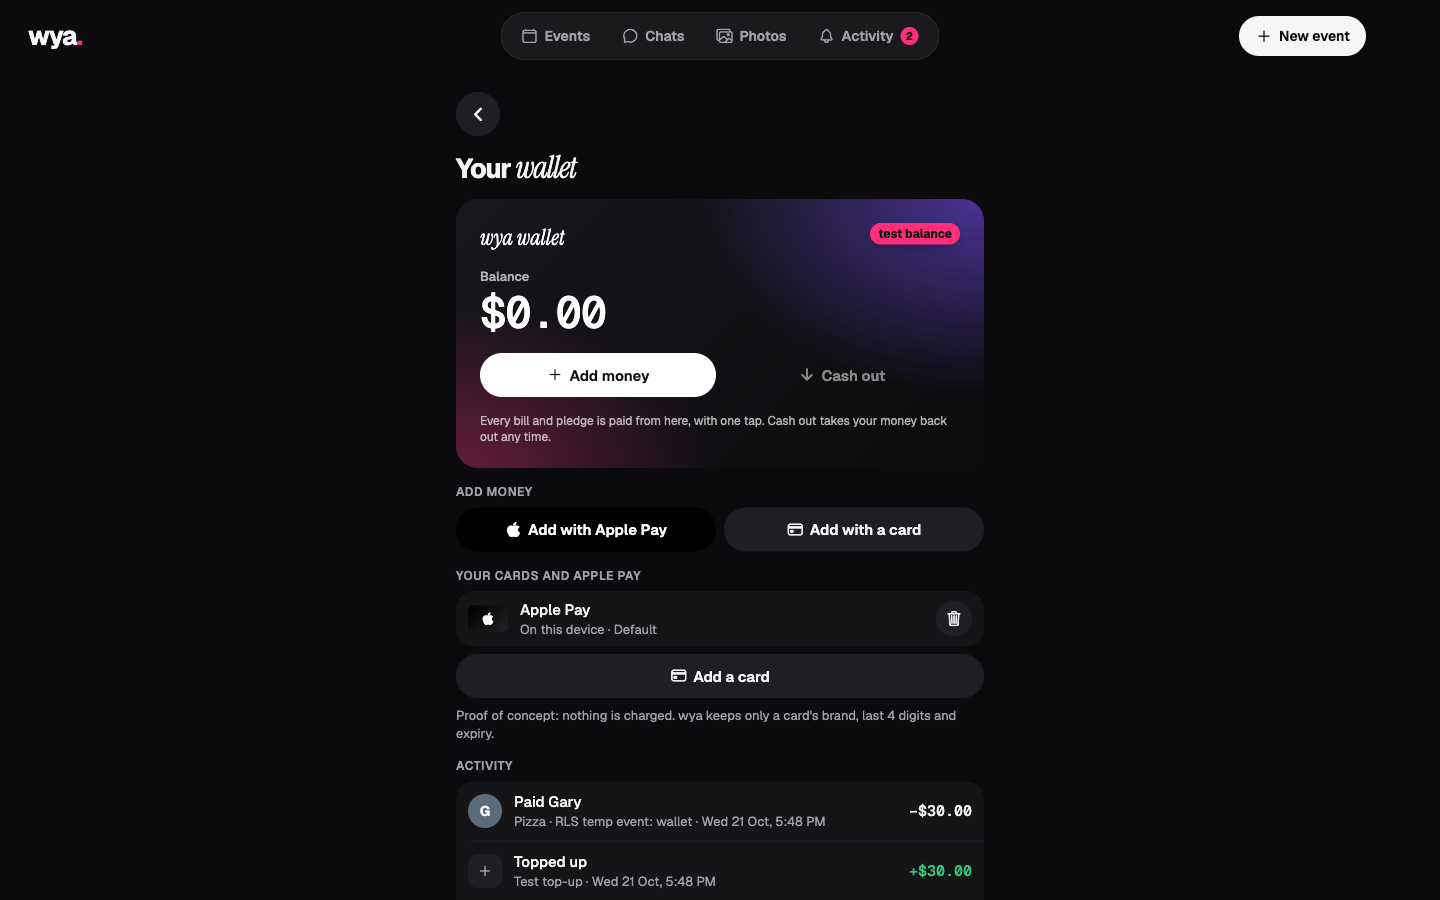 wya.
Events
Chats
Photos
Activity 2
New event
Your wallet
wya wallet
test balance
Balance
$0.00
Add money
Cash out
Every bill and pledge is paid from here, with one tap. Cash out takes your money back
out any time.
ADD MONEY
Add with Apple Pay
Add with a card
YOUR CARDS AND APPLE PAY
Apple Pay
On this device · Default
Add a card
Proof of concept: nothing is charged. wya keeps only a card's brand, last 4 digits and
expiry.
ACTIVITY
G
Paid Gary
Pizza · RLS temp event: wallet · Wed 21 Oct, 5:48 PM
−$30.00
Topped up
Test top-up · Wed 21 Oct, 5:48 PM
+$30.00